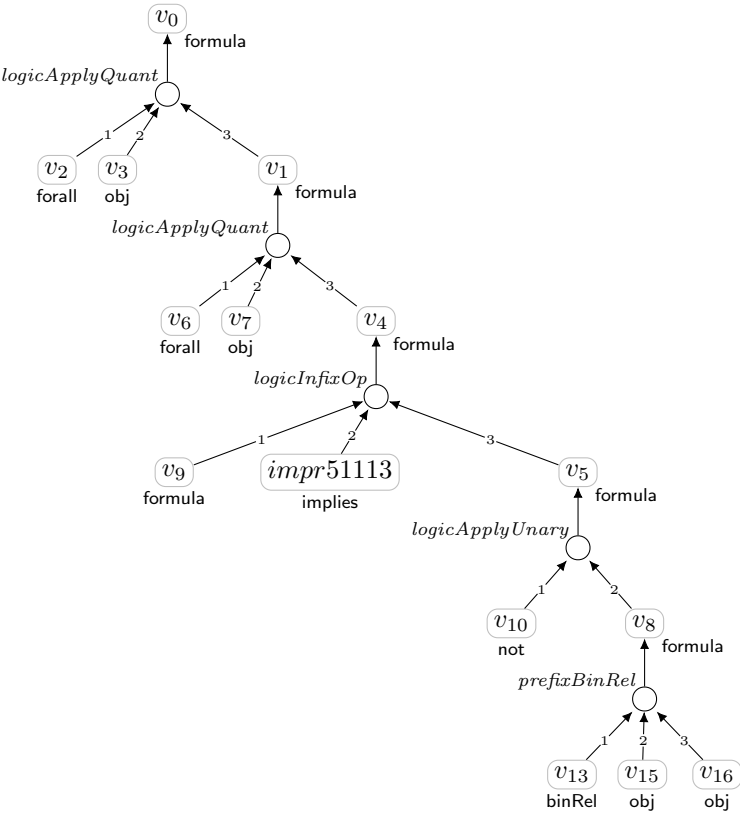 v0
formula
logicApplyQuant
1 2 3
v2 v3 v1
forall obj formula
logicApplyQuant
1 2 3
v6 v7 v4
forall obj formula
logicInfixOp
1 2 3
v9 impr51113 v5
formula implies formula
logicApplyUnary
1 2
v10 v8
not formula
prefixBinRel
1 2 3
v13 v15 v16
binRel obj obj